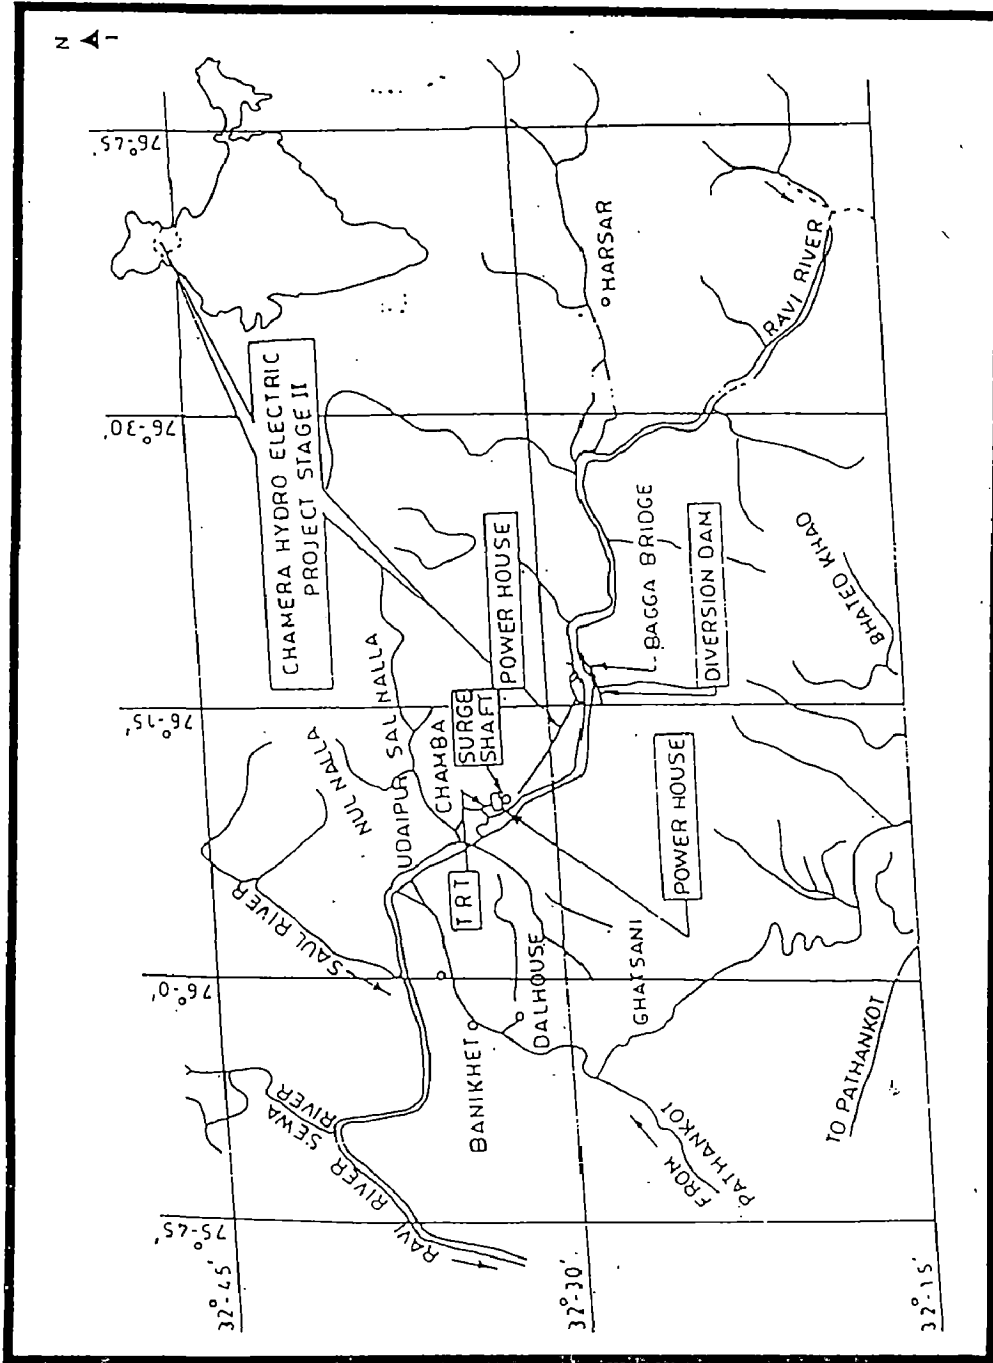 N
76°-45'
76°-30'
76°-15'
76°-0'
75°-45'
32°-45'
32°-30'
32°-15'
CHAMERA HYDRO ELECTRIC
PROJECT STAGE II
HARSAR
RAVI RIVER
POWER HOUSE
BAGGA BRIDGE
DIVERSION DAM
BHATED KHAD
SURGE
SHAFT
NUL NALLA
SAL NALLA
UDAIPUR
CHAMBA
POWER HOUSE
TRT
SAUL RIVER
DALHOUSE
GHATSANI
BANIKHET
SEWA
RIVER
RAVI RIVER
FROM
PATHANKOT
TO PATHANKOT